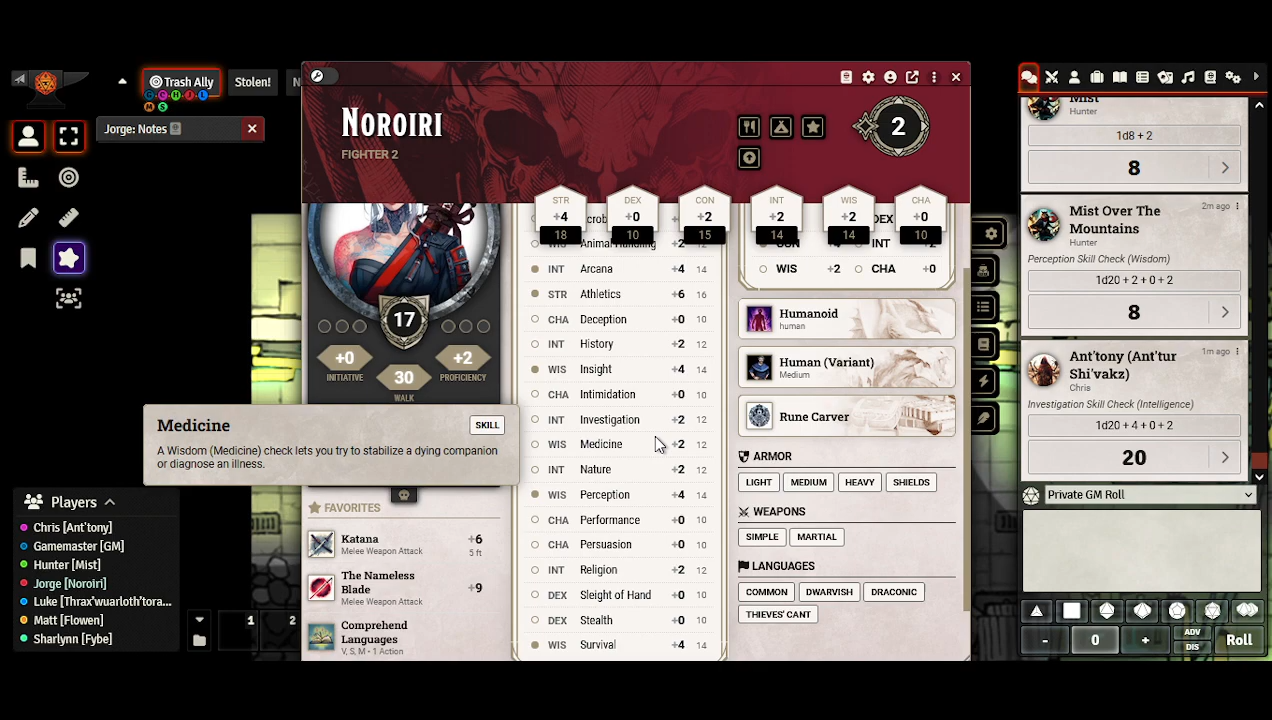 Trash Ally
Stolen!
N
Jorge: Notes
G C H J L
M S
NOROIRI
FIGHTER 2
2
STR
+4
18
DEX
+0
10
CON
+2
15
INT
+2
14
WIS
+2
14
CHA
+0
10
17
+0
INITIATIVE
30
WALK
+2
PROFICIENCY
Medicine
SKILL
A Wisdom (Medicine) check lets you try to stabilize a dying companion
or diagnose an illness.
FAVORITES
Katana
Melee Weapon Attack
+6
5 ft
The Nameless
Blade
Melee Weapon Attack
+9
Comprehend
Languages
V, S, M • 1 Action
WIS Animal Handling +2 12
INT Arcana +4 14
STR Athletics +6 16
CHA Deception +0 10
INT History +2 12
WIS Insight +4 14
CHA Intimidation +0 10
INT Investigation +2 12
WIS Medicine +2 12
INT Nature +2 12
WIS Perception +4 14
CHA Performance +0 10
CHA Persuasion +0 10
INT Religion +2 12
DEX Sleight of Hand +0 10
DEX Stealth +0 10
WIS Survival +4 14
DEX
CON
INT
WIS +2 CHA +0
Humanoid
human
Human (Variant)
Medium
Rune Carver
ARMOR
LIGHT MEDIUM HEAVY SHIELDS
WEAPONS
SIMPLE MARTIAL
LANGUAGES
COMMON DWARVISH DRACONIC
THIEVES' CANT
Players
Chris [Ant'tony]
Gamemaster [GM]
Hunter [Mist]
Jorge [Noroiri]
Luke [Thrax'wuarloth'tora...
Matt [Flowen]
Sharlynn [Fybe]
1 2
Mist
Hunter
1d8 + 2
8
Mist Over The
Mountains
2m ago
Hunter
Perception Skill Check (Wisdom)
1d20 + 2 + 0 + 2
8
Ant'tony (Ant'tur
Shi'vakz)
1m ago
Chris
Investigation Skill Check (Intelligence)
1d20 + 4 + 0 + 2
20
Private GM Roll
- 0 +
ADV
DIS
Roll